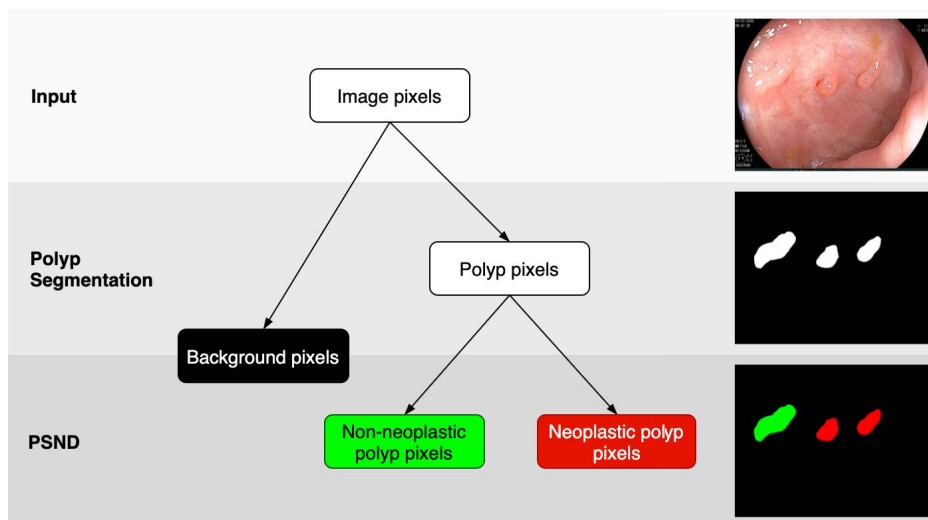 Input
Image pixels
Polyp
Segmentation
Polyp pixels
Background pixels
PSND
Non-neoplastic
polyp pixels
Neoplastic polyp
pixels